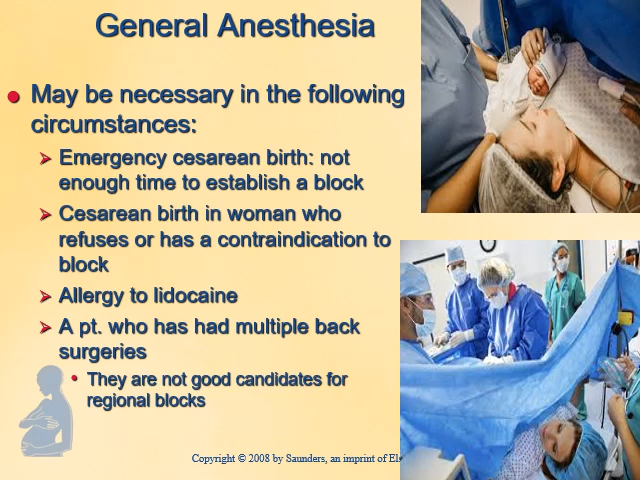 General Anesthesia
May be necessary in the following
circumstances:
Emergency cesarean birth: not
enough time to establish a block
Cesarean birth in woman who
refuses or has a contraindication to
block
Allergy to lidocaine
A pt. who has had multiple back
surgeries
They are not good candidates for
regional blocks
Copyright © 2008 by Saunders, an imprint of